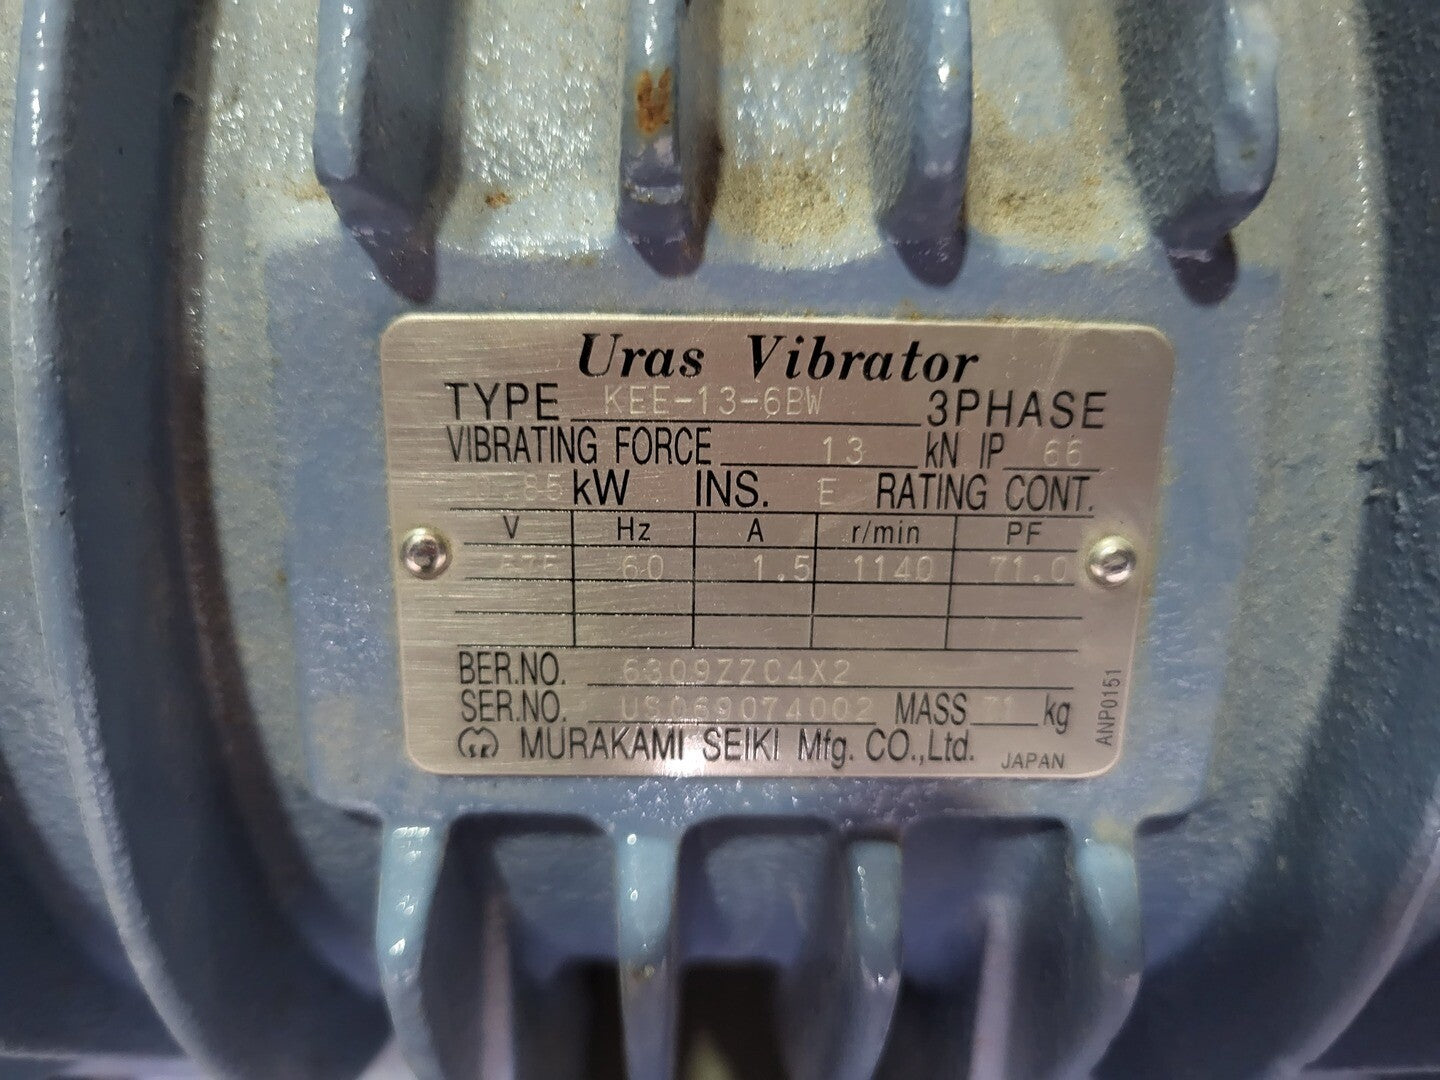 Uras Vibrator
TYPE KEE-13-6BW 3PHASE
VIBRATING FORCE 13 kN IP 66
kW INS. E RATING CONT.
V Hz A r/min PF
575 60 1.5 1140 71.0
BER.NO. 6309ZZC4X2
SER.NO. US069074002 MASS 71 kg
MURAKAMI SEIKI Mfg. CO.,Ltd. JAPAN
ANP0151